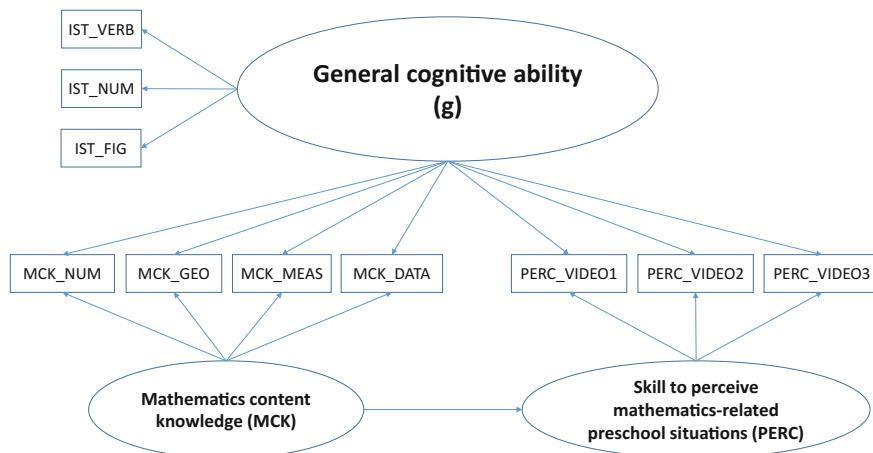 IST_VERB
General cognitive ability
(g)
IST_NUM
IST_FIG
MCK_NUM
MCK_GEO
MCK_MEAS
MCK_DATA
PERC_VIDEO1
PERC_VIDEO2
PERC_VIDEO3
Mathematics content
knowledge (MCK)
Skill to perceive
mathematics-related
preschool situations (PERC)